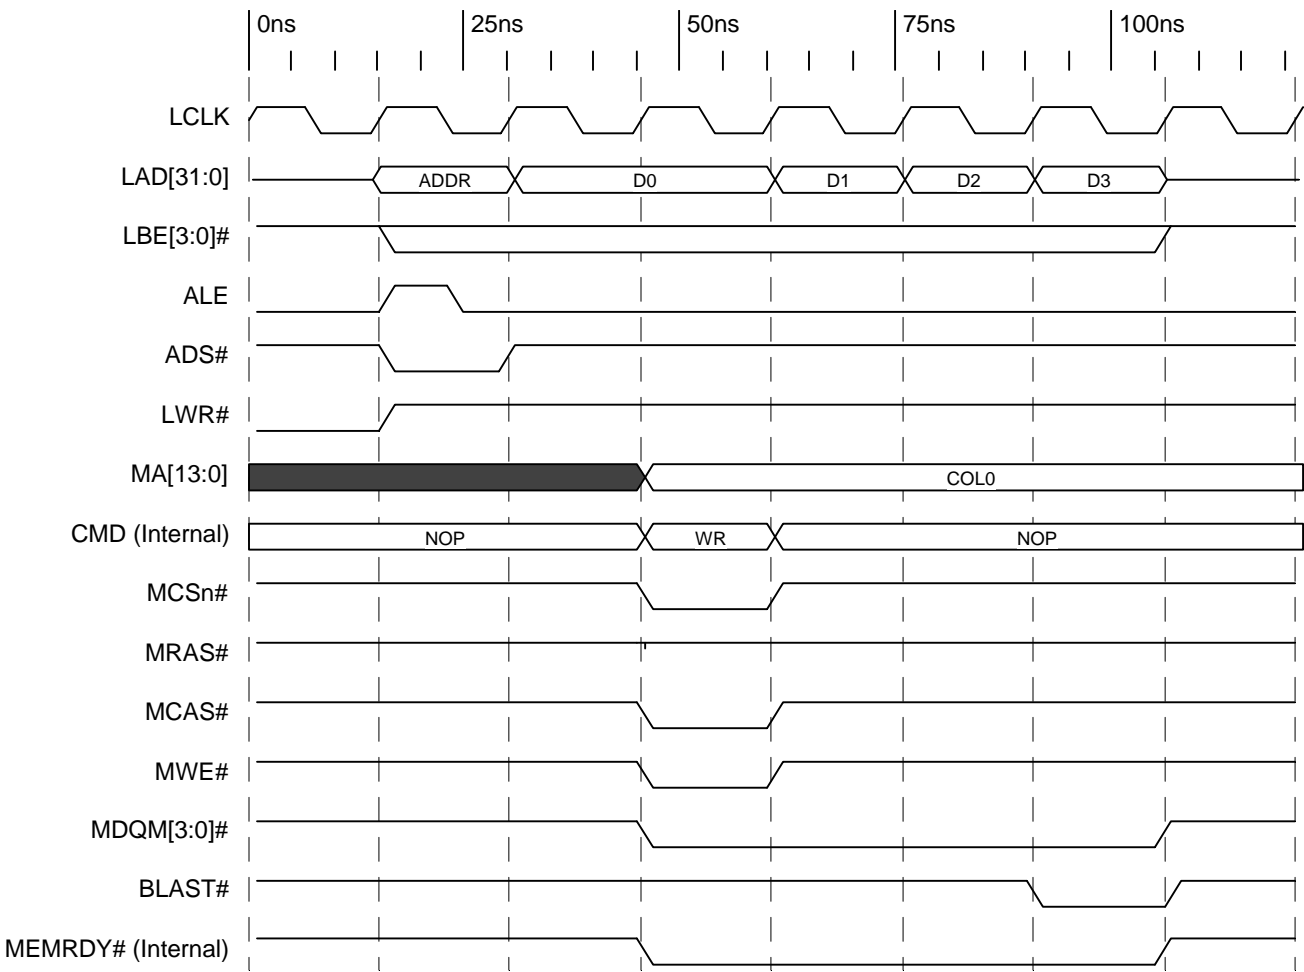 0ns 25ns 50ns 75ns 100ns
LCLK
LAD[31:0] ADDR D0 D1 D2 D3
LBE[3:0]#
ALE
ADS#
LWR#
MA[13:0] COL0
CMD (Internal) NOP WR NOP
MCSn#
MRAS#
MCAS#
MWE#
MDQM[3:0]#
BLAST#
MEMRDY# (Internal)